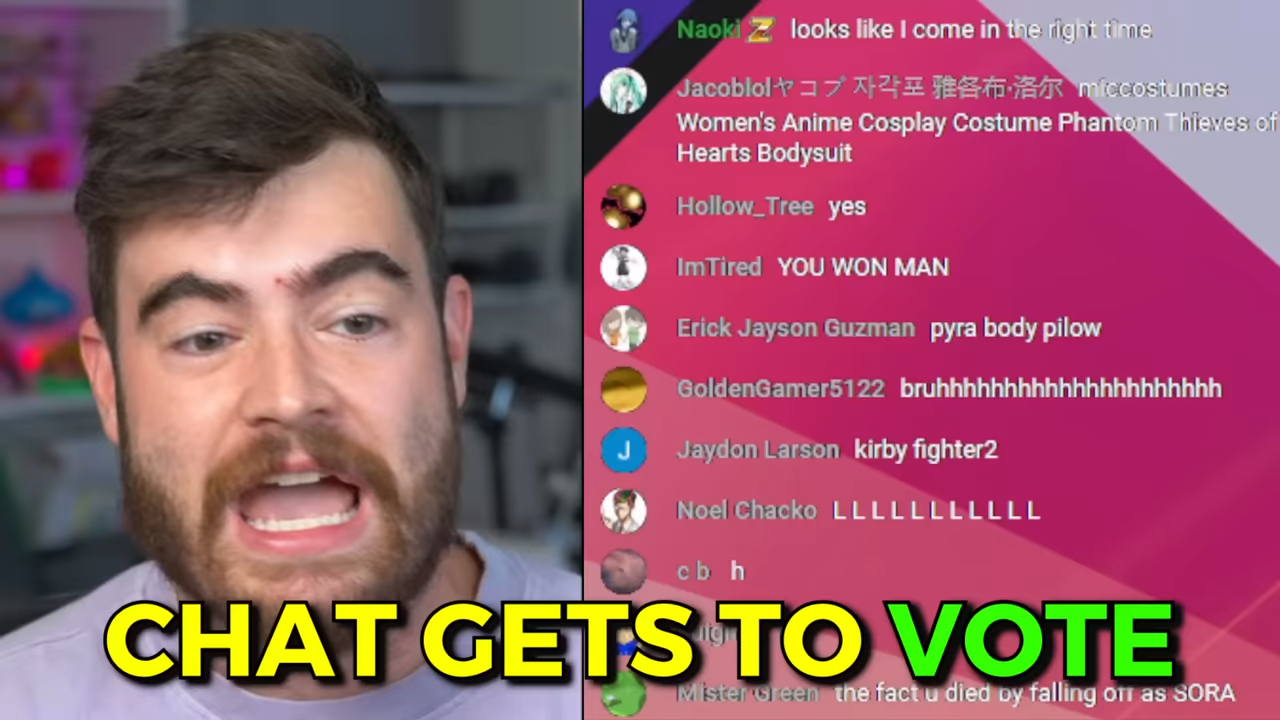 Naoki Z looks like I come in the right time
Jacoblolヤコブ 자각포 雅各布·洛尔 miccostumes
Women's Anime Cosplay Costume Phantom Thieves of
Hearts Bodysuit
Hollow_Tree yes
ImTired YOU WON MAN
Erick Jayson Guzman pyra body pilow
GoldenGamer5122 bruhhhhhhhhhhhhhhhhhhhhhh
J Jaydon Larson kirby fighter2
Noel Chacko L L L L L L L L L L L
c b h
CHAT GETS TO VOTE
Mister Green the fact u died by falling off as SORA